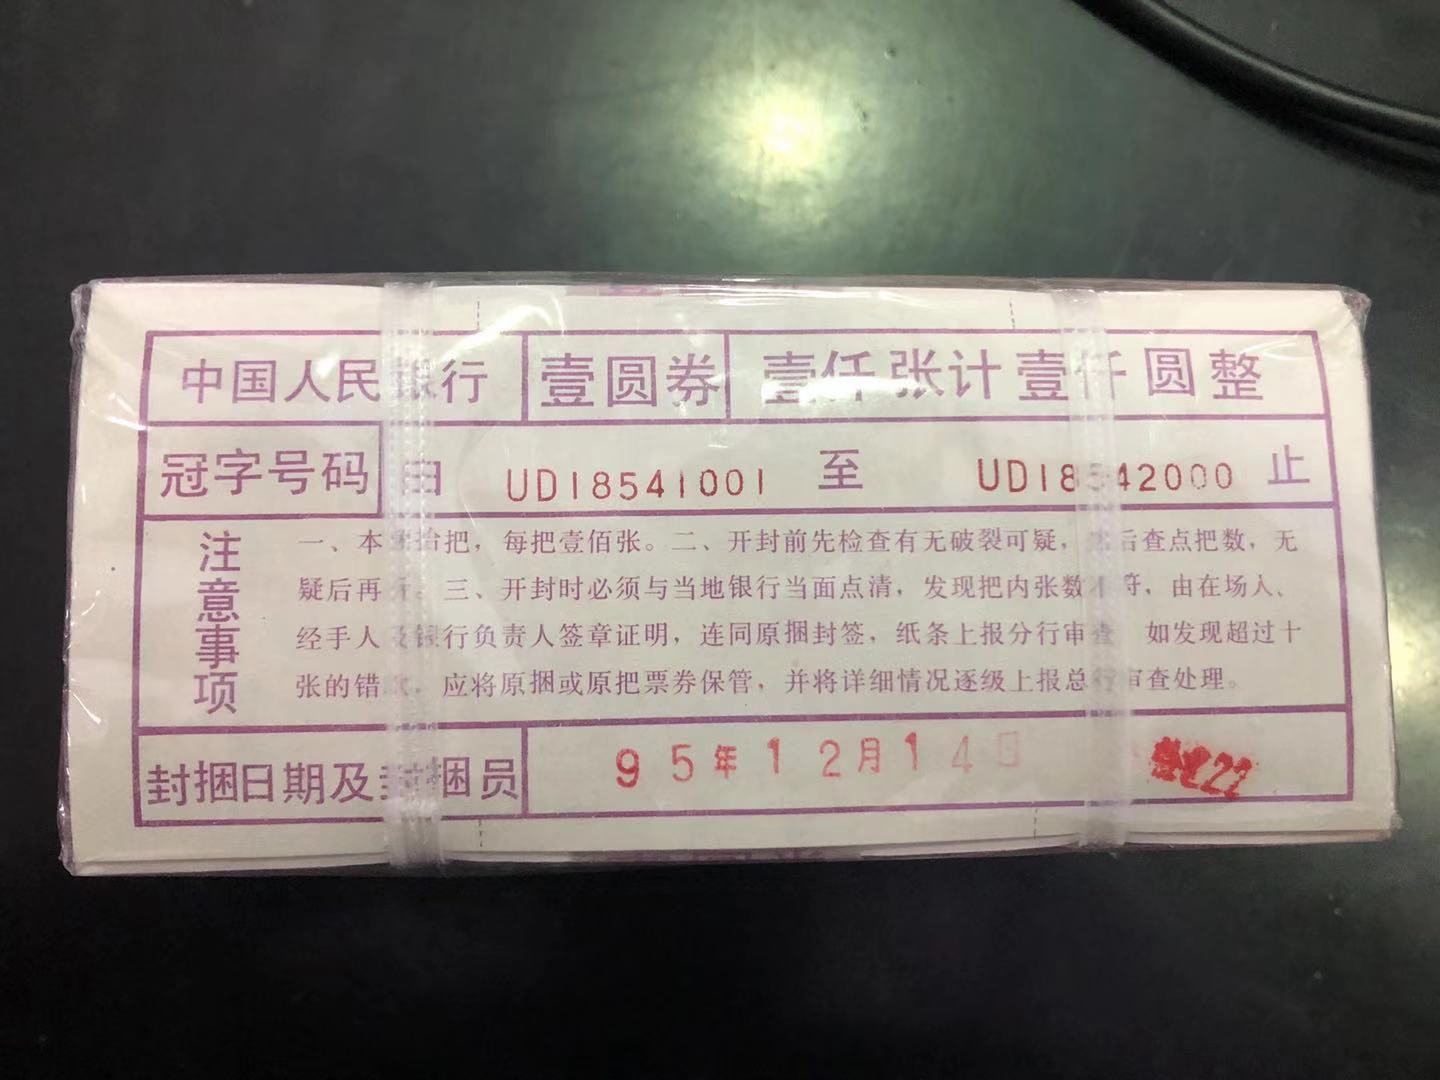 中国人民银行 壹圆券 壹仟张计壹仟圆整
冠字号码 由 UD18541001 至 UD18542000 止
注意事项
一、本 拾把，每把壹佰张。二、开封前先检查有无破裂可疑， 后查点把数，无
疑后再 三、开封时必须与当地银行当面点清，发现把内张数不符，由在场人、
经手人及银行负责人签章证明，连同原捆封签，纸条上报分行审查 如发现超过十
张的错 ，应将原捆或原把票券保管，并将详细情况逐级上报总行审查处理。
封捆日期及封捆员 95年12月14日 22